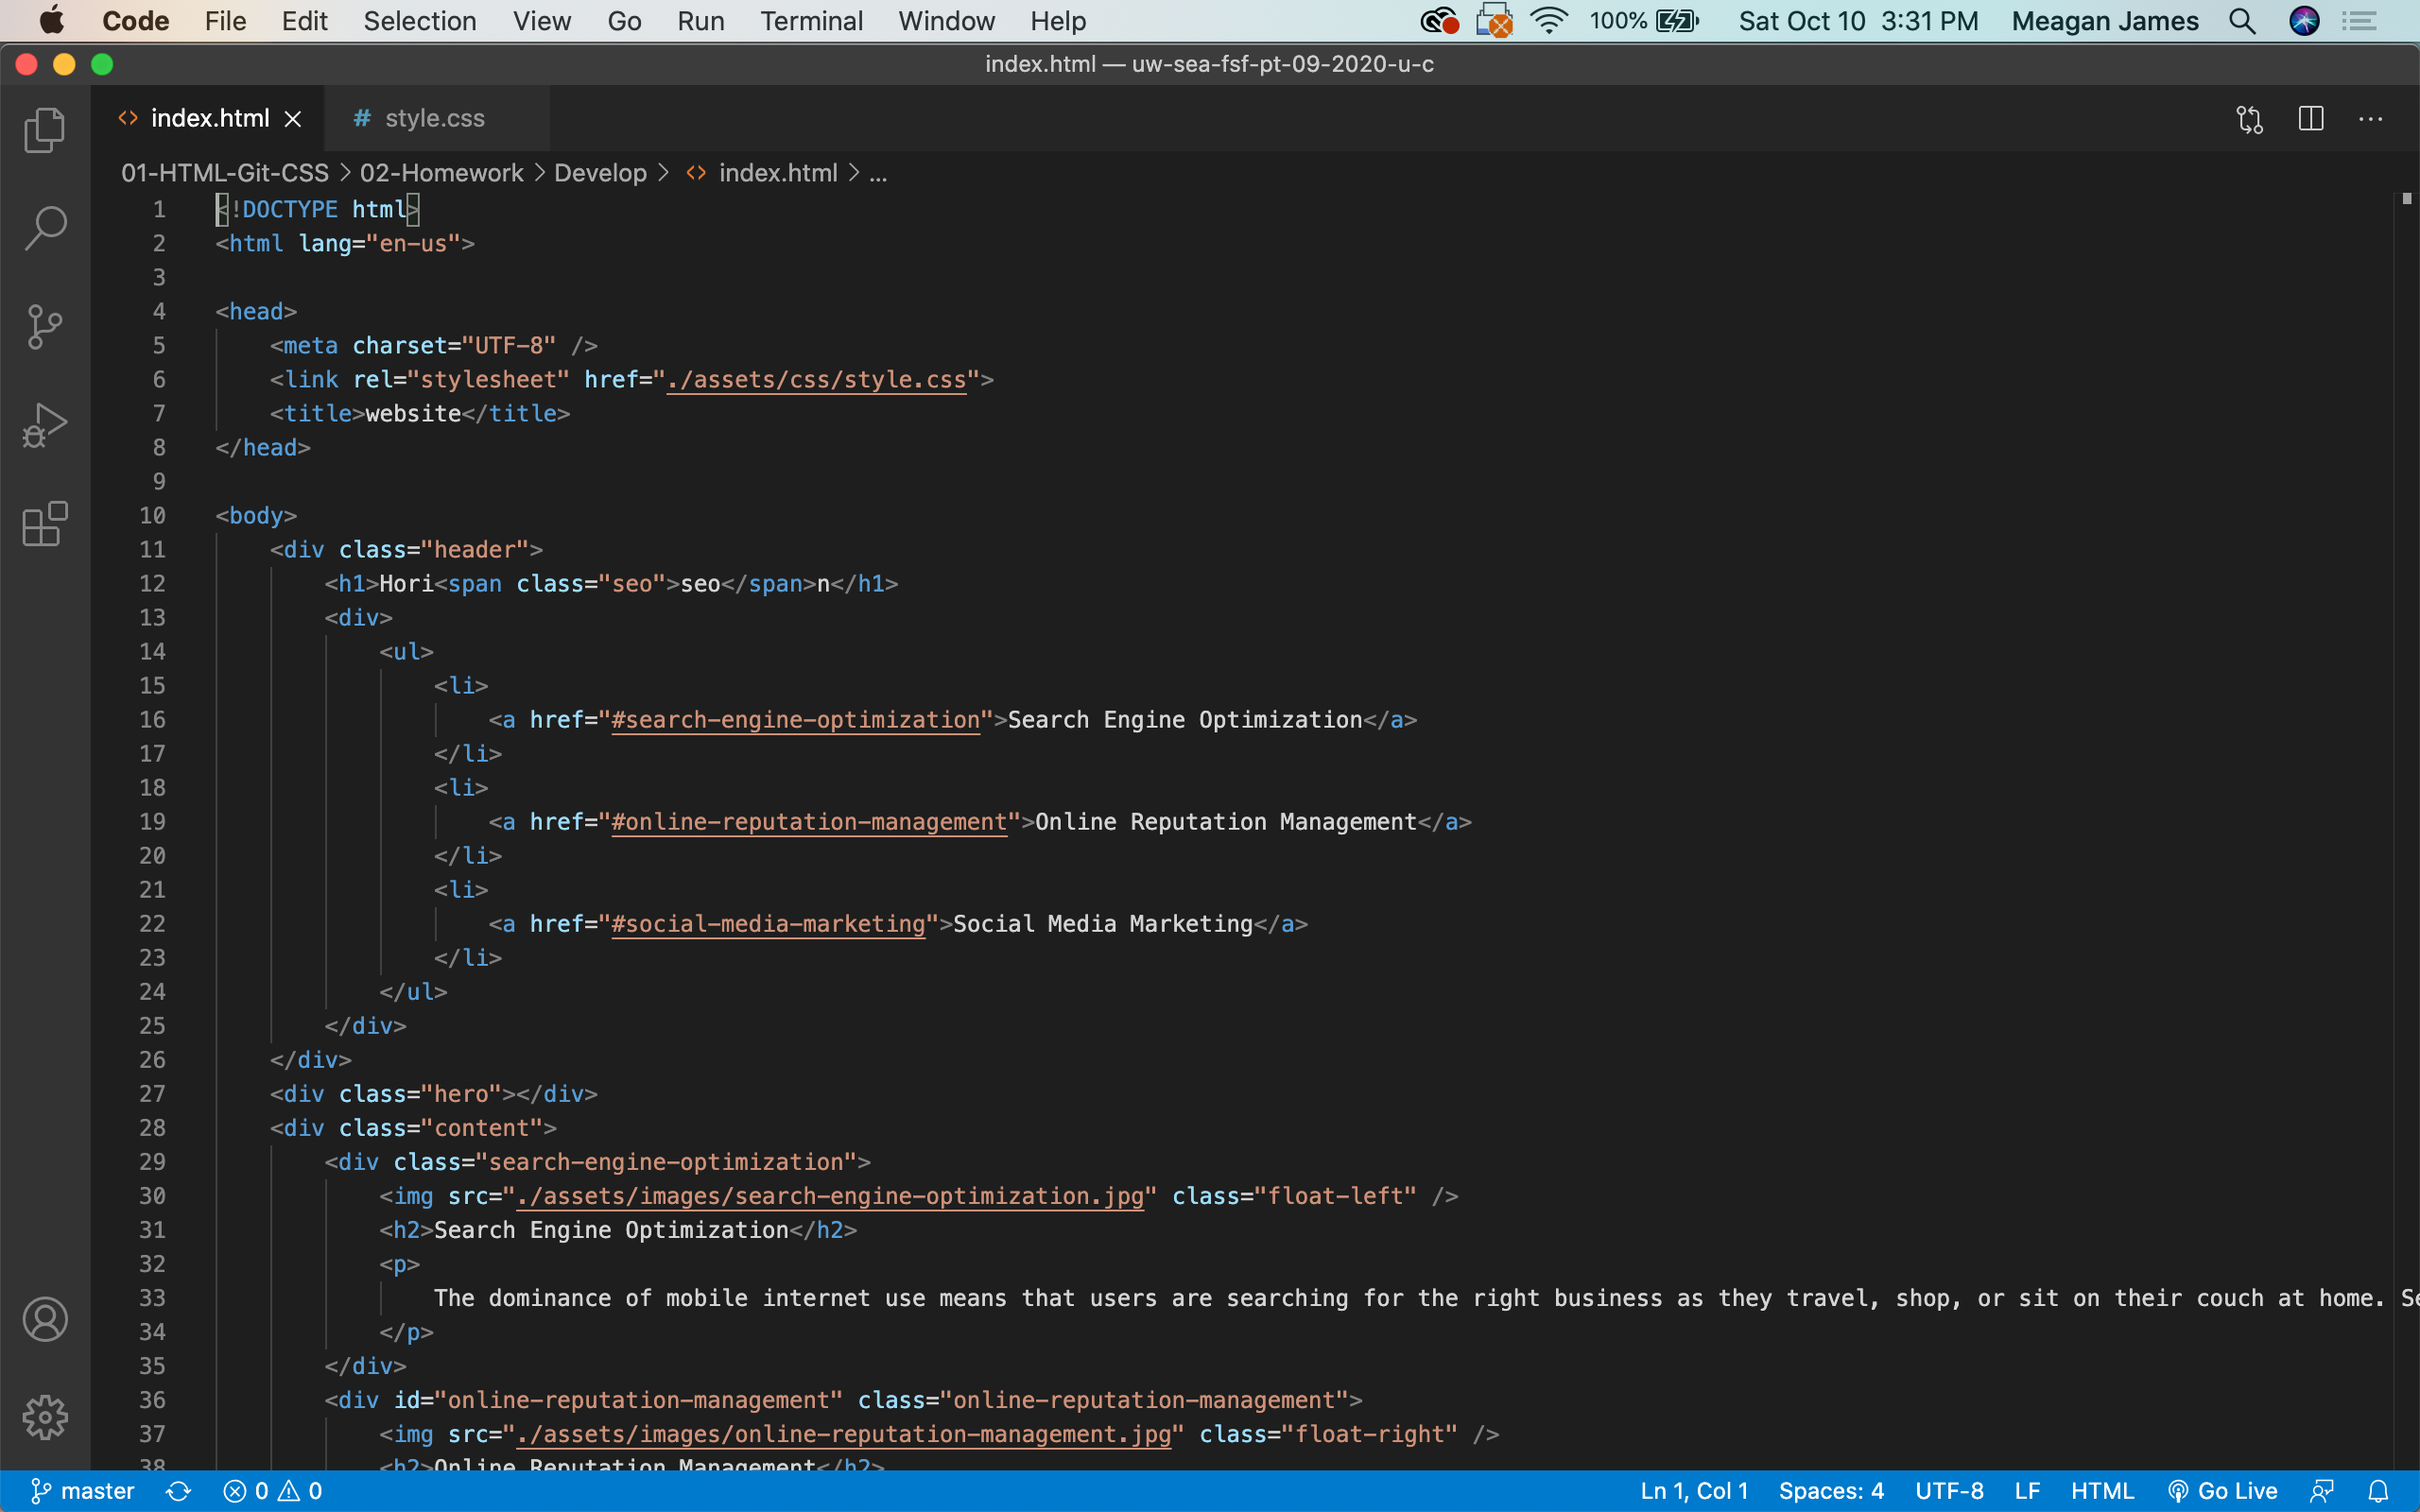 Code File Edit Selection View Go Run Terminal Window Help 100% Sat Oct 10 3:31 PM Meagan James
index.html — uw-sea-fsf-pt-09-2020-u-c
index.html style.css
01-HTML-Git-CSS > 02-Homework > Develop > index.html > ...
1 <!DOCTYPE html>
2 <html lang="en-us">
3
4 <head>
5 <meta charset="UTF-8" />
6 <link rel="stylesheet" href="./assets/css/style.css">
7 <title>website</title>
8 </head>
9
10 <body>
11 <div class="header">
12 <h1>Hori<span class="seo">seo</span>n</h1>
13 <div>
14 <ul>
15 <li>
16 <a href="#search-engine-optimization">Search Engine Optimization</a>
17 </li>
18 <li>
19 <a href="#online-reputation-management">Online Reputation Management</a>
20 </li>
21 <li>
22 <a href="#social-media-marketing">Social Media Marketing</a>
23 </li>
24 </ul>
25 </div>
26 </div>
27 <div class="hero"></div>
28 <div class="content">
29 <div class="search-engine-optimization">
30 <img src="./assets/images/search-engine-optimization.jpg" class="float-left" />
31 <h2>Search Engine Optimization</h2>
32 <p>
33 The dominance of mobile internet use means that users are searching for the right business as they travel, shop, or sit on their couch at home.
34 </p>
35 </div>
36 <div id="online-reputation-management" class="online-reputation-management">
37 <img src="./assets/images/online-reputation-management.jpg" class="float-right" />
38 <h2>Online Reputation Management</h2>
master 0 0 Ln 1, Col 1 Spaces: 4 UTF-8 LF HTML Go Live